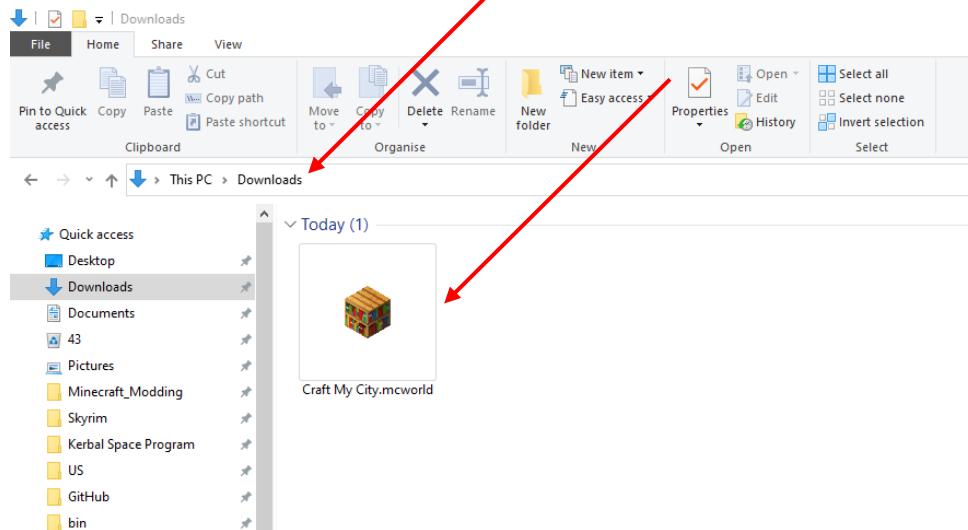 Downloads
File Home Share View
Pin to Quick access
Copy
Paste
Cut
Copy path
Paste shortcut
Clipboard
Move to
Copy to
Delete
Rename
Organise
New folder
New item
Easy access
New
Properties
Open
Edit
History
Open
Select all
Select none
Invert selection
Select
This PC > Downloads
Quick access
Desktop
Downloads
Documents
43
Pictures
Minecraft_Modding
Skyrim
Kerbal Space Program
US
GitHub
bin
Today (1)
Craft My City.mcworld